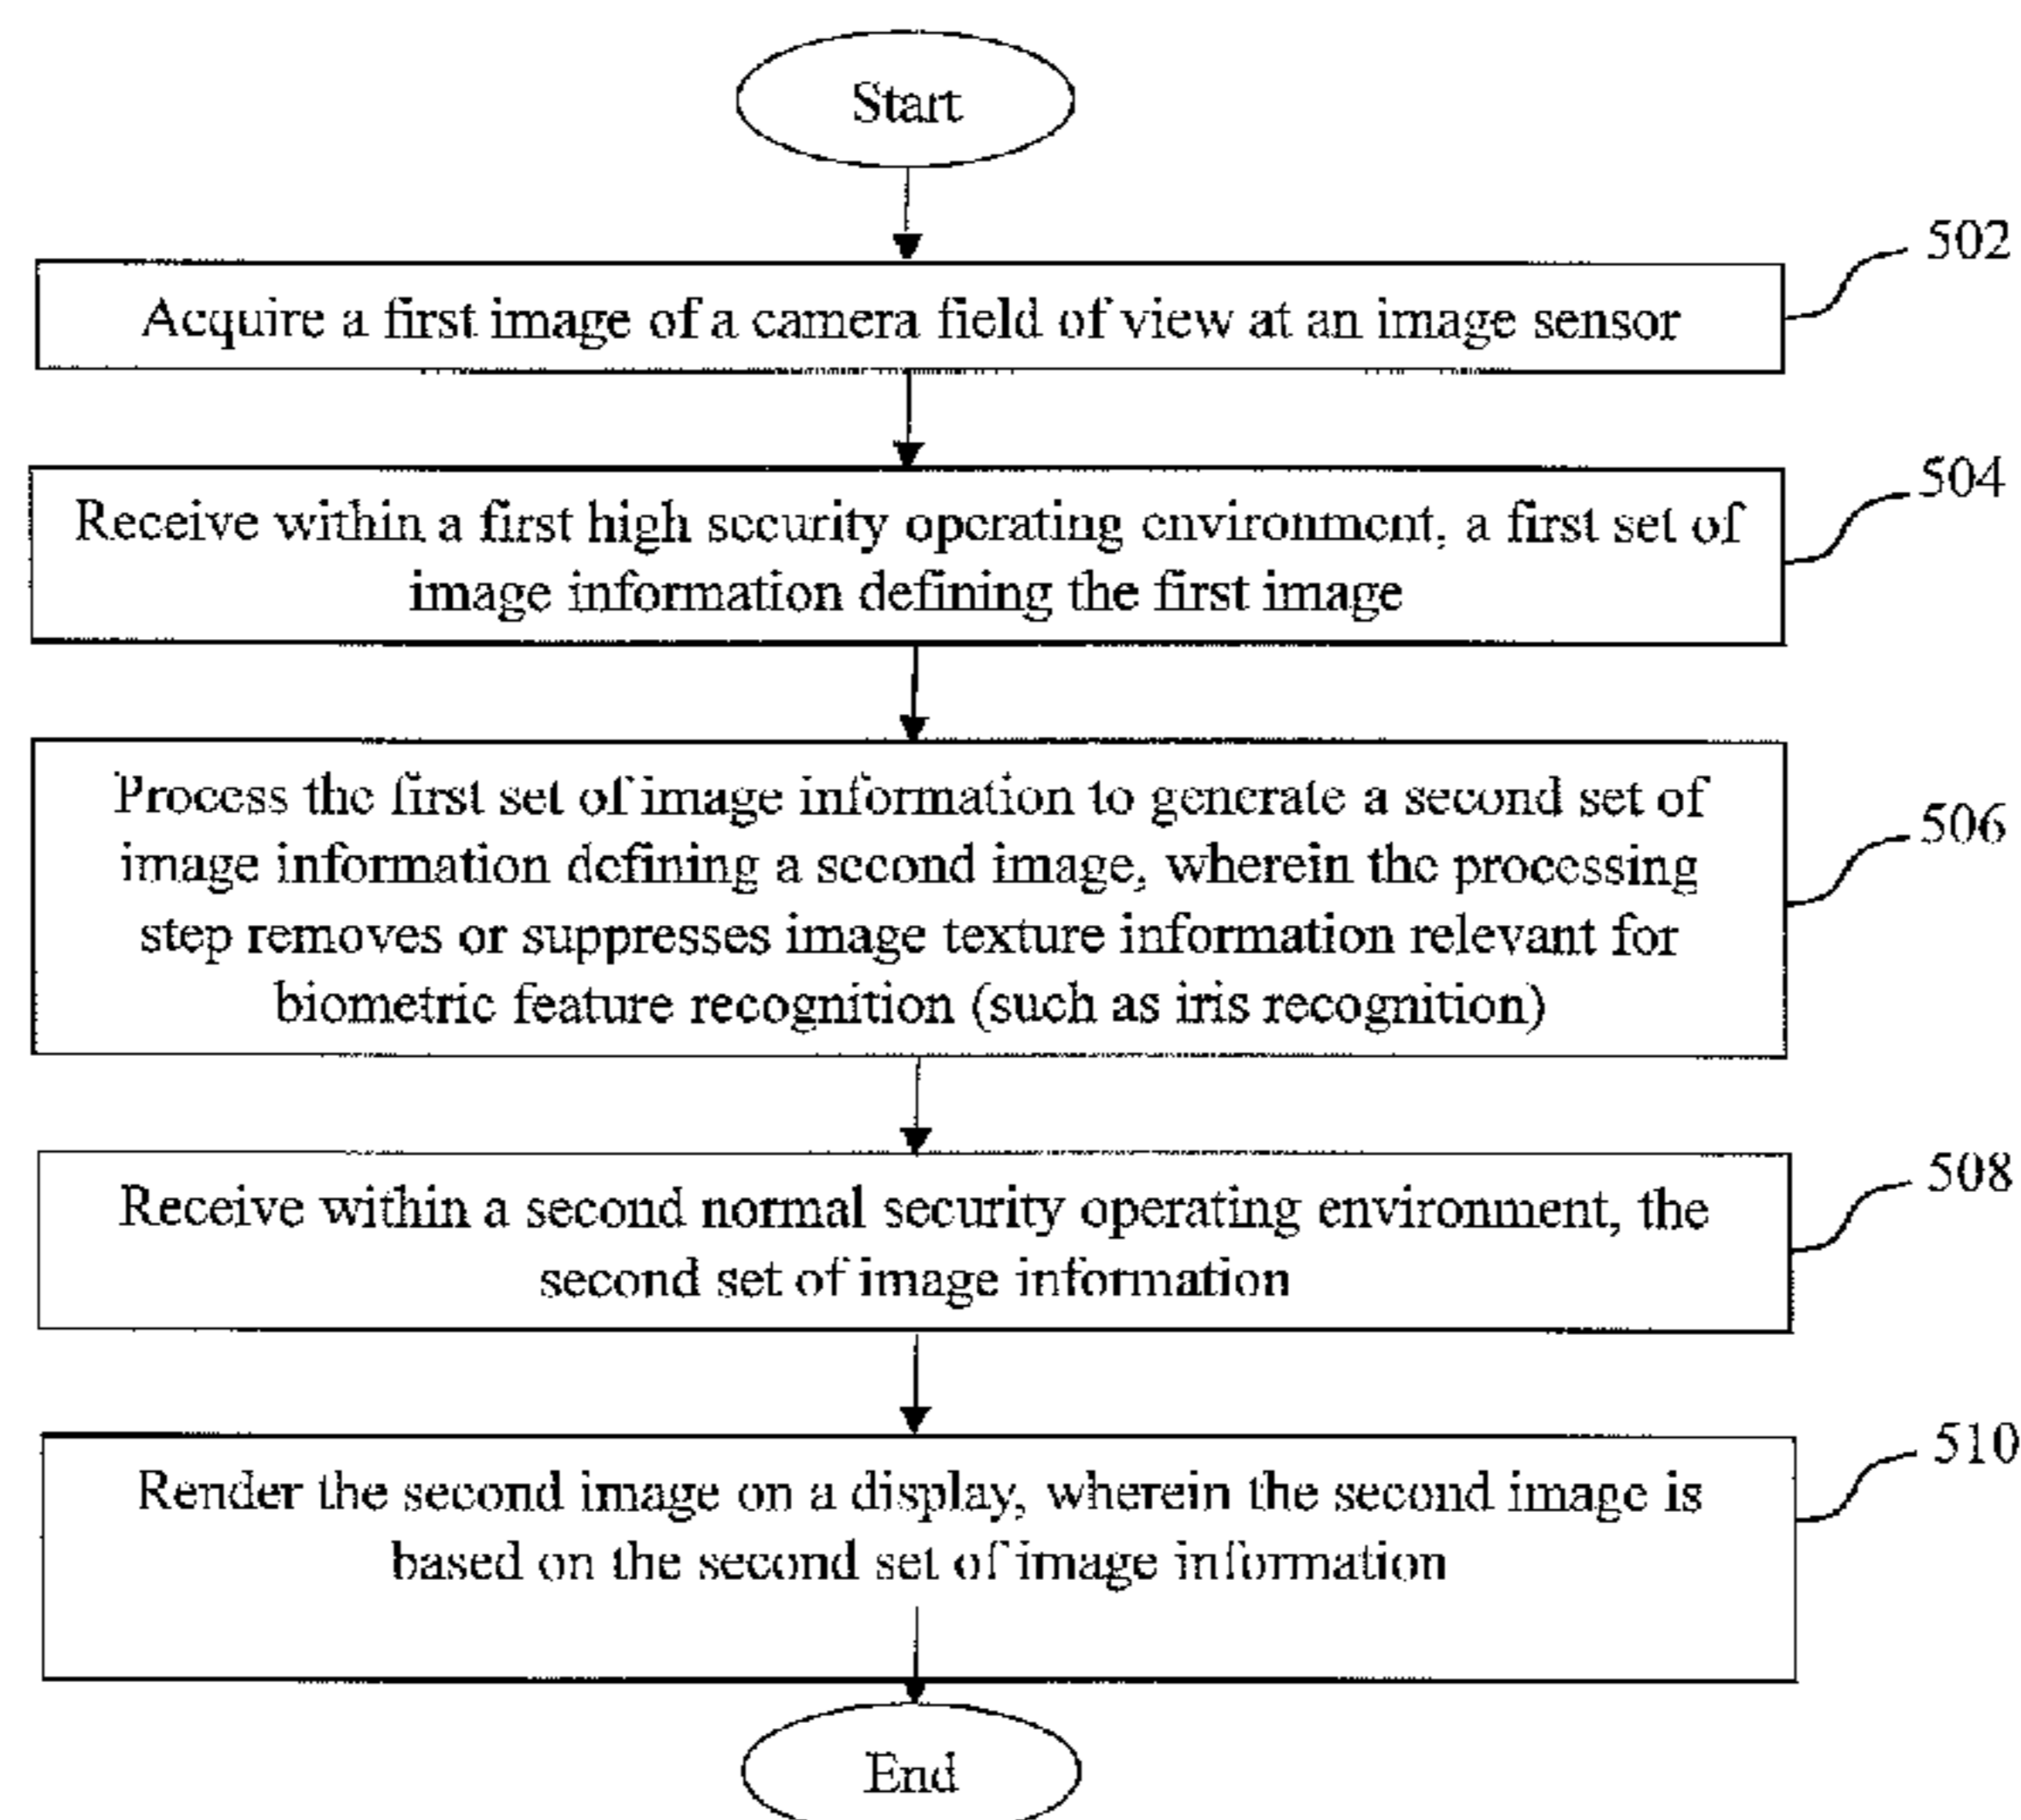 Start
502
Acquire a first image of a camera field of view at an image sensor
504
Receive within a first high security operating environment, a first set of
image information defining the first image
506
Process the first set of image information to generate a second set of
image information defining a second image, wherein the processing
step removes or suppresses image texture information relevant for
biometric feature recognition (such as iris recognition)
508
Receive within a second normal security operating environment, the
second set of image information
510
Render the second image on a display, wherein the second image is
based on the second set of image information
End